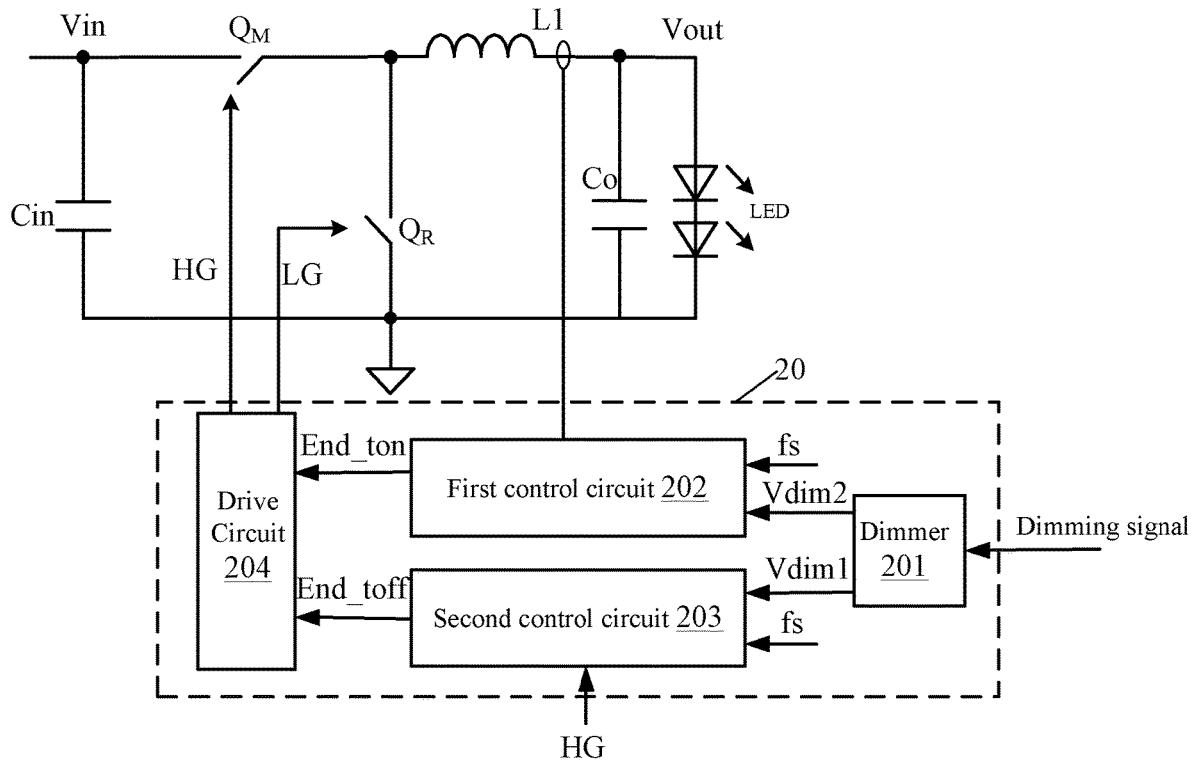 Vin
QM
L1
Vout
Cin
HG
LG
QR
Co
LED
20
Drive
Circuit
204
End_ton
First control circuit 202
fs
Vdim2
Dimmer
201
Dimming signal
End_toff
Second control circuit 203
Vdim1
fs
HG